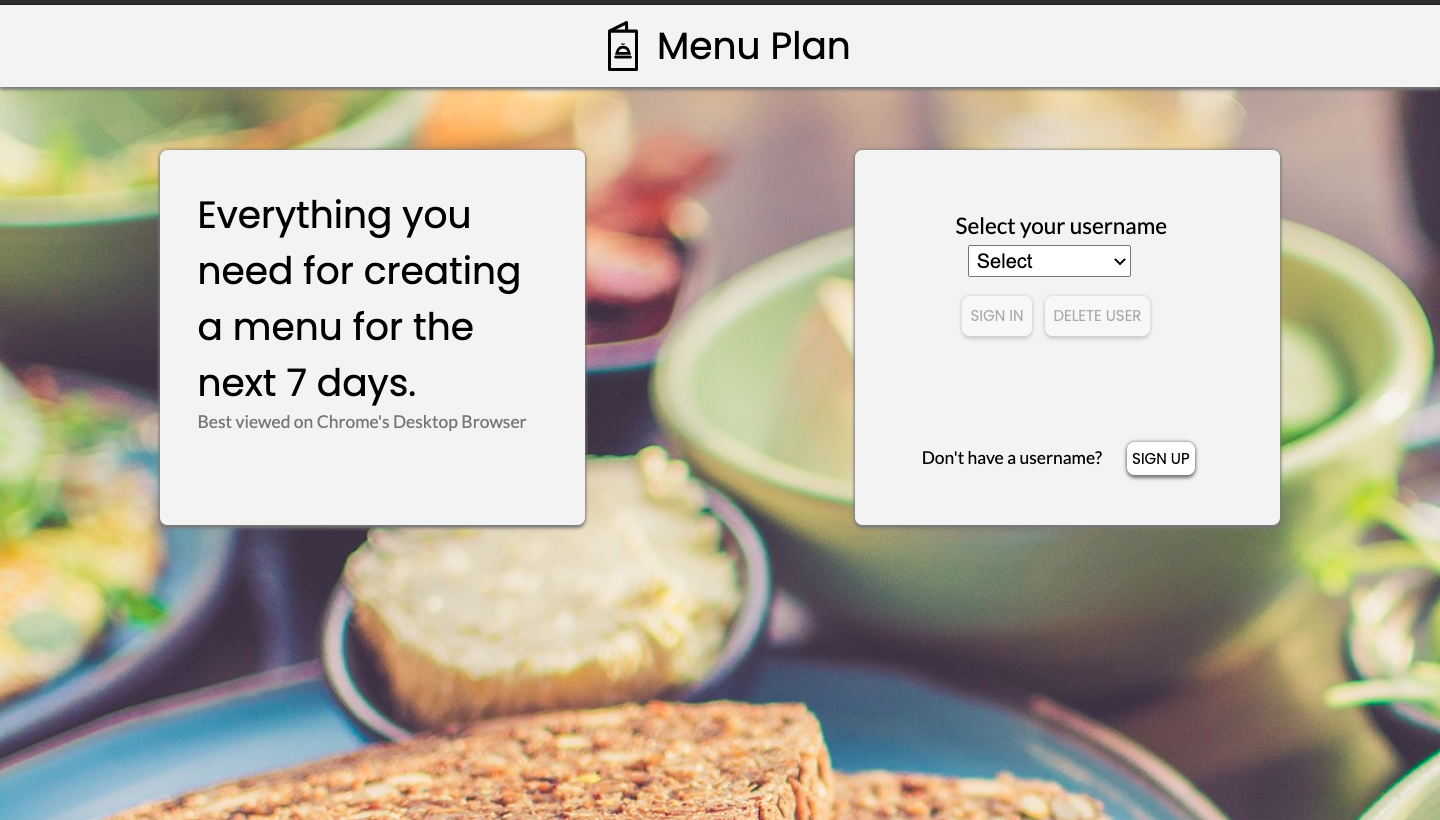 Menu Plan
Everything you
need for creating
a menu for the
next 7 days.
Best viewed on Chrome's Desktop Browser
Select your username
Select
SIGN IN
DELETE USER
Don't have a username?
SIGN UP